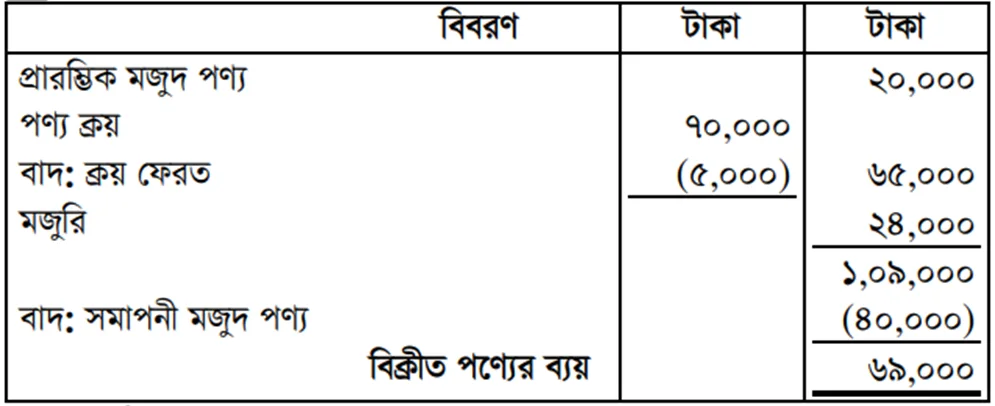 বিবরণ টাকা টাকা
প্রারম্ভিক মজুদ পণ্য ২০,০০০
পণ্য ক্রয় ৭০,০০০
বাদ: ক্রয় ফেরত (৫,০০০) ৬৫,০০০
মজুরি ২৪,০০০
১,০৯,০০০
বাদ: সমাপনী মজুদ পণ্য (৪০,০০০)
বিক্রীত পণ্যের ব্যয় ৬৯,০০০